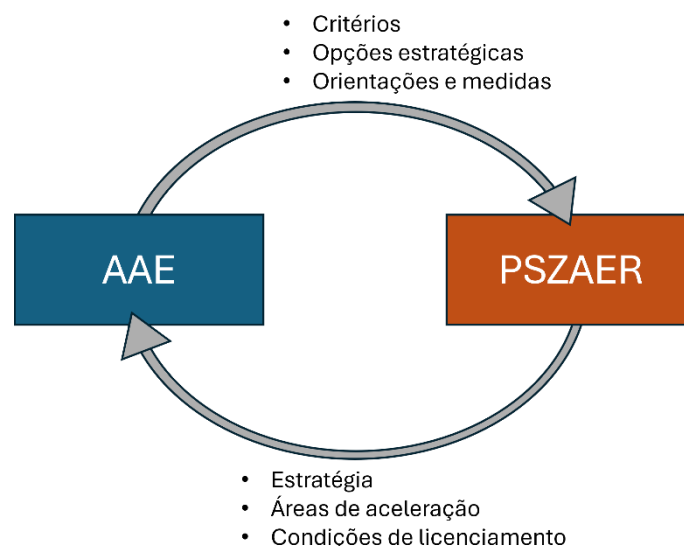 • Critérios
• Opções estratégicas
• Orientações e medidas
AAE
PSZAER
• Estratégia
• Áreas de aceleração
• Condições de licenciamento